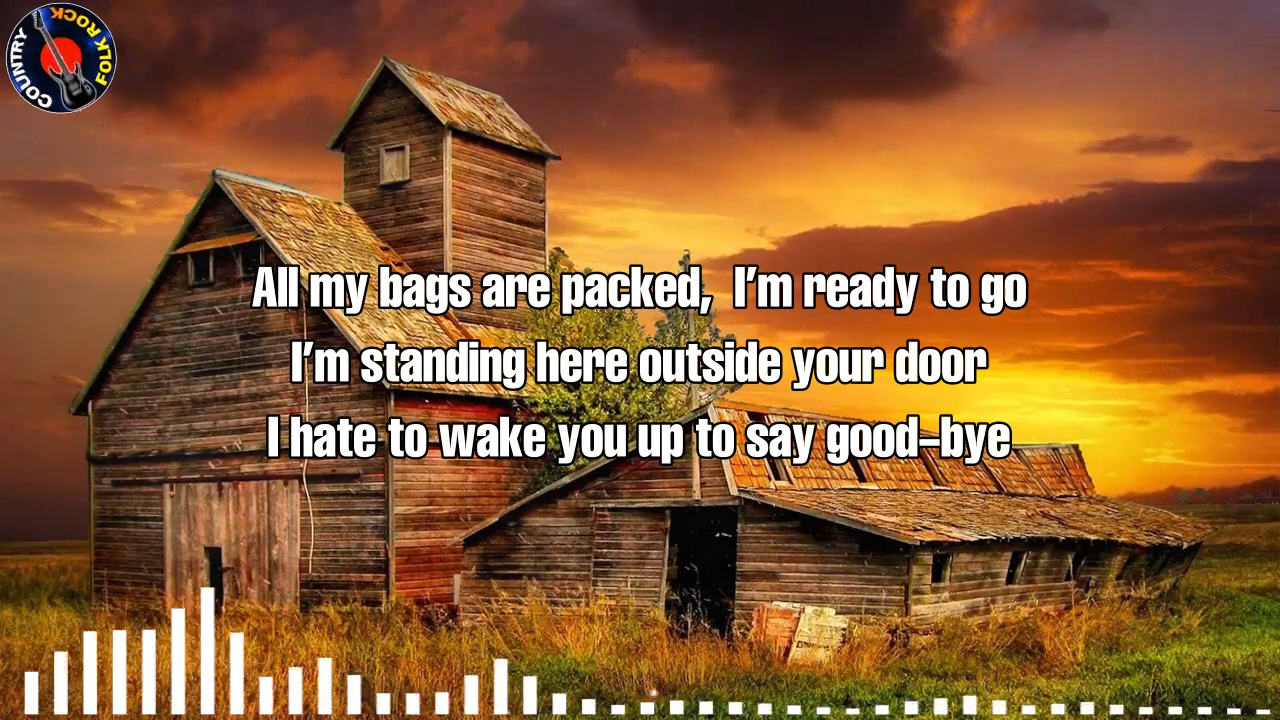 COUNTRY
FOLK ROCK
All my bags are packed, I'm ready to go
I'm standing here outside your door
I hate to wake you up to say good-bye